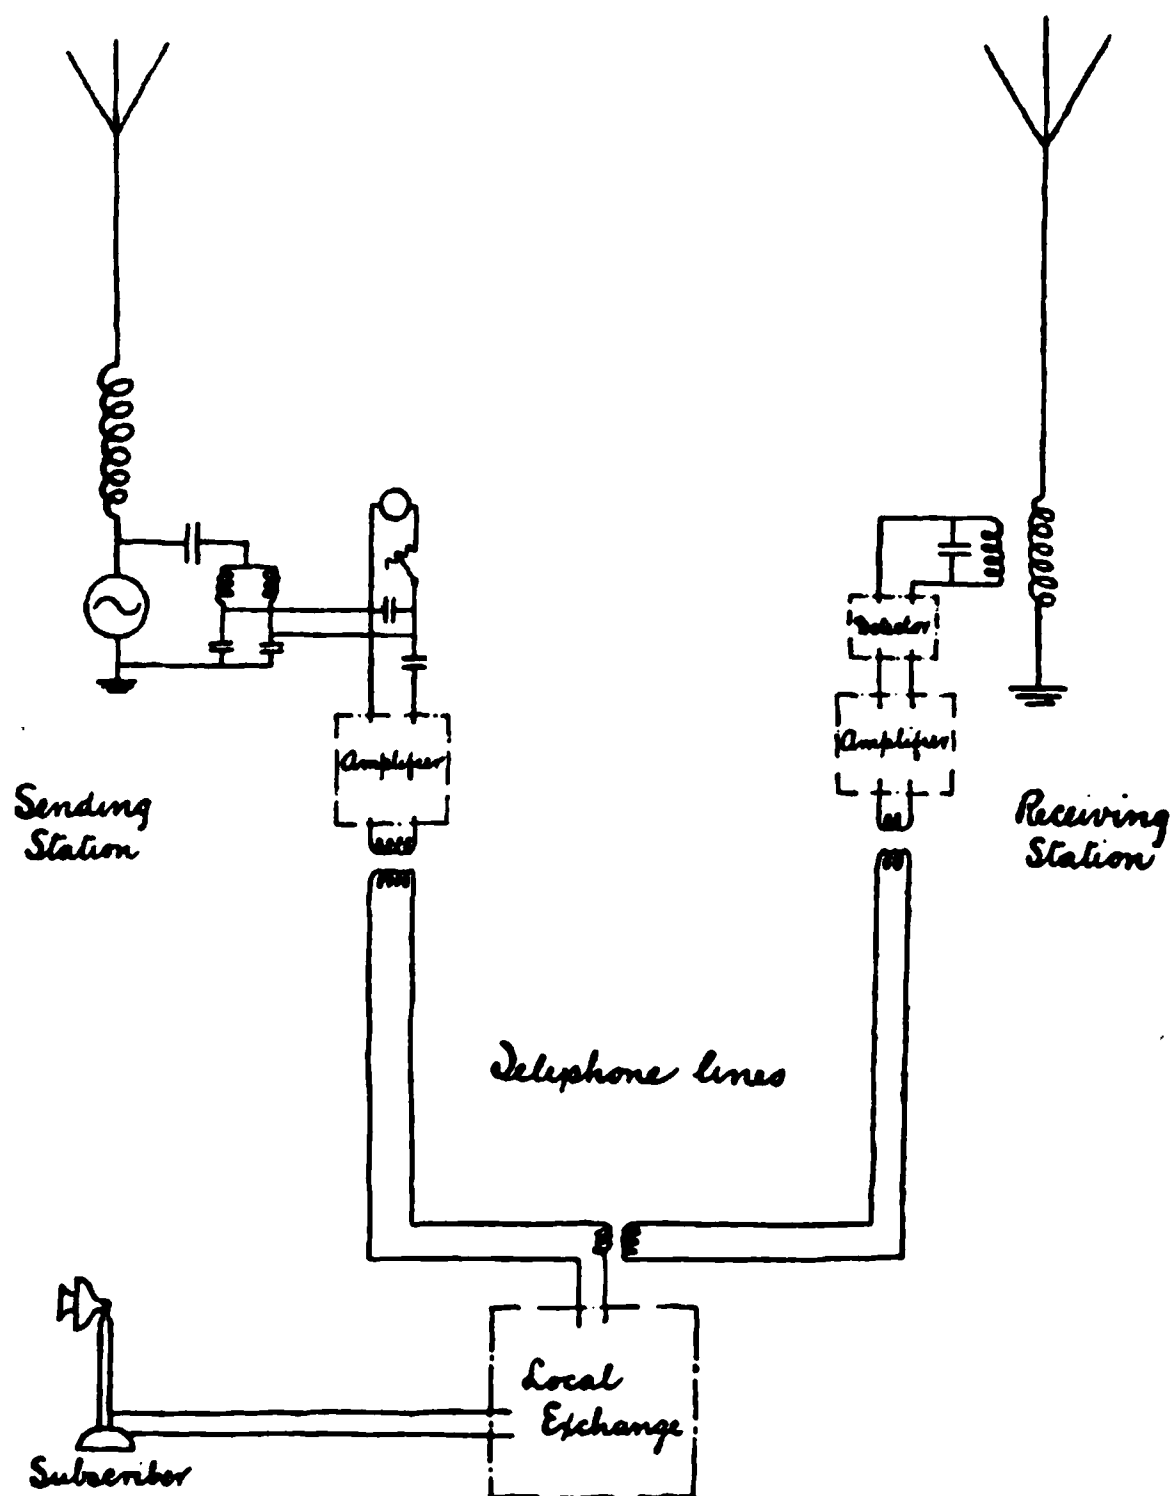 Detector
Amplifier
Amplifier
Sending
Station
Receiving
Station
Telephone lines
Local
Exchange
Subscriber